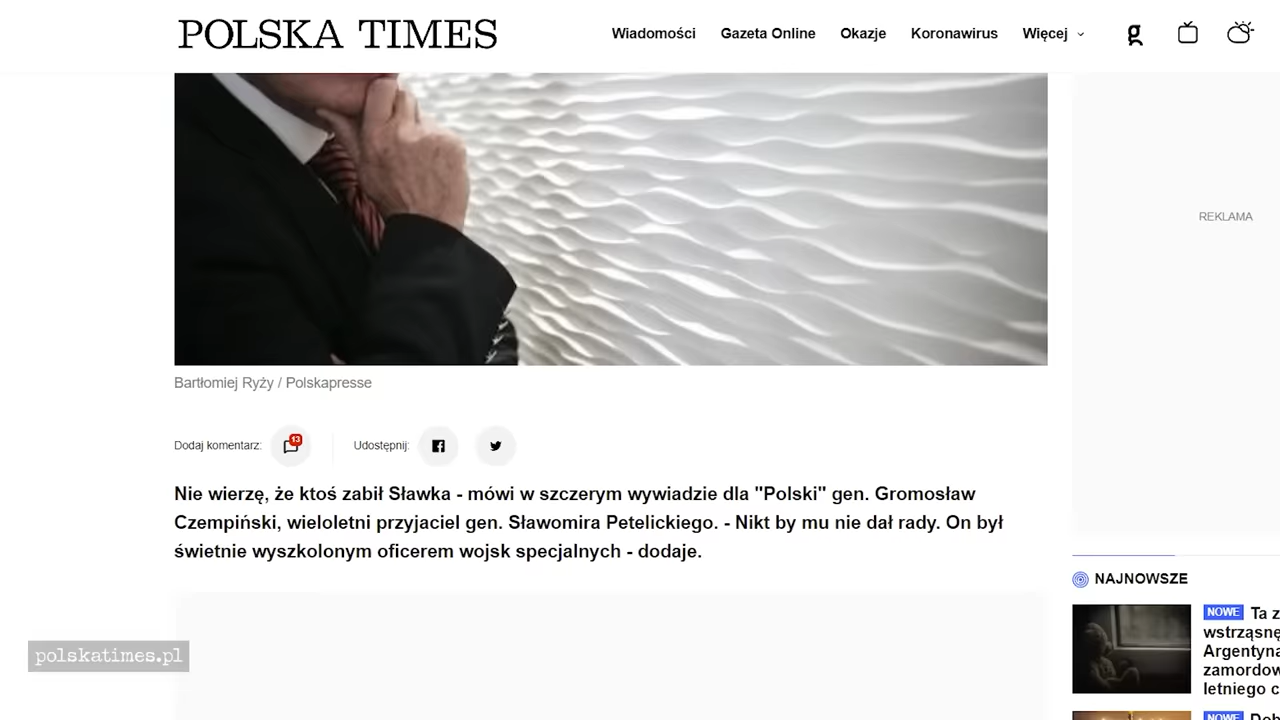 POLSKA TIMES
Wiadomości Gazeta Online Okazje Koronawirus Więcej
g
REKLAMA
Bartłomiej Ryży / Polskapresse
Dodaj komentarz: 13 Udostępnij:
Nie wierzę, że ktoś zabił Sławka - mówi w szczerym wywiadzie dla "Polski" gen. Gromosław
Czempiński, wieloletni przyjaciel gen. Sławomira Petelickiego. - Nikt by mu nie dał rady. On był
świetnie wyszkolonym oficerem wojsk specjalnych - dodaje.
NAJNOWSZE
NOWE Ta z
wstrząsnę
Argentyna
zamordow
letniego c
NOWE
polskatimes.pl